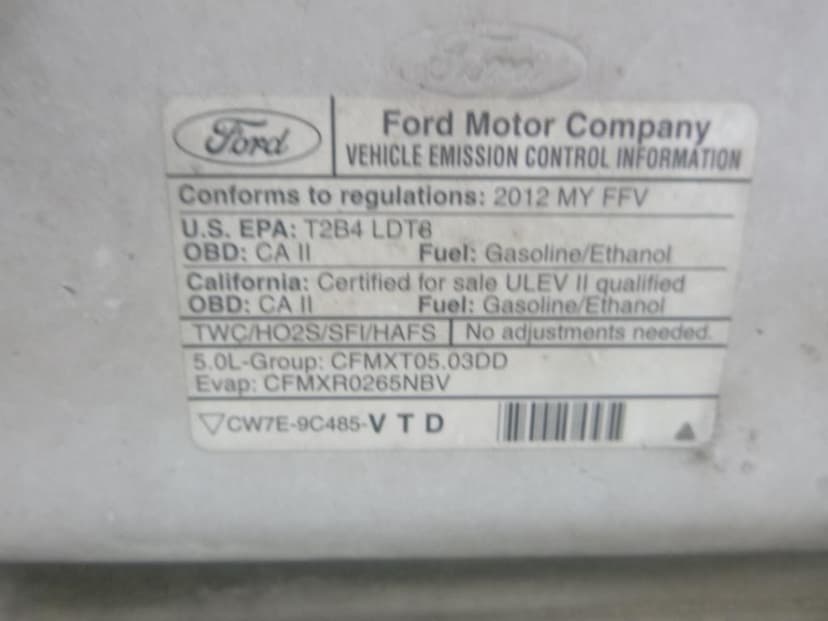 Ford
Ford
Ford Motor Company
VEHICLE EMISSION CONTROL INFORMATION
Conforms to regulations: 2012 MY FFV
U.S. EPA: T2B4 LDT6
OBD: CA II Fuel: Gasoline/Ethanol
California: Certified for sale ULEV II qualified
OBD: CA II Fuel: Gasoline/Ethanol
TWC/HO2S/SFI/HAFS No adjustments needed.
5.0L-Group: CFMXT05.03DD
Evap: CFMXR0265NBV
CW7E-9C485-V T D